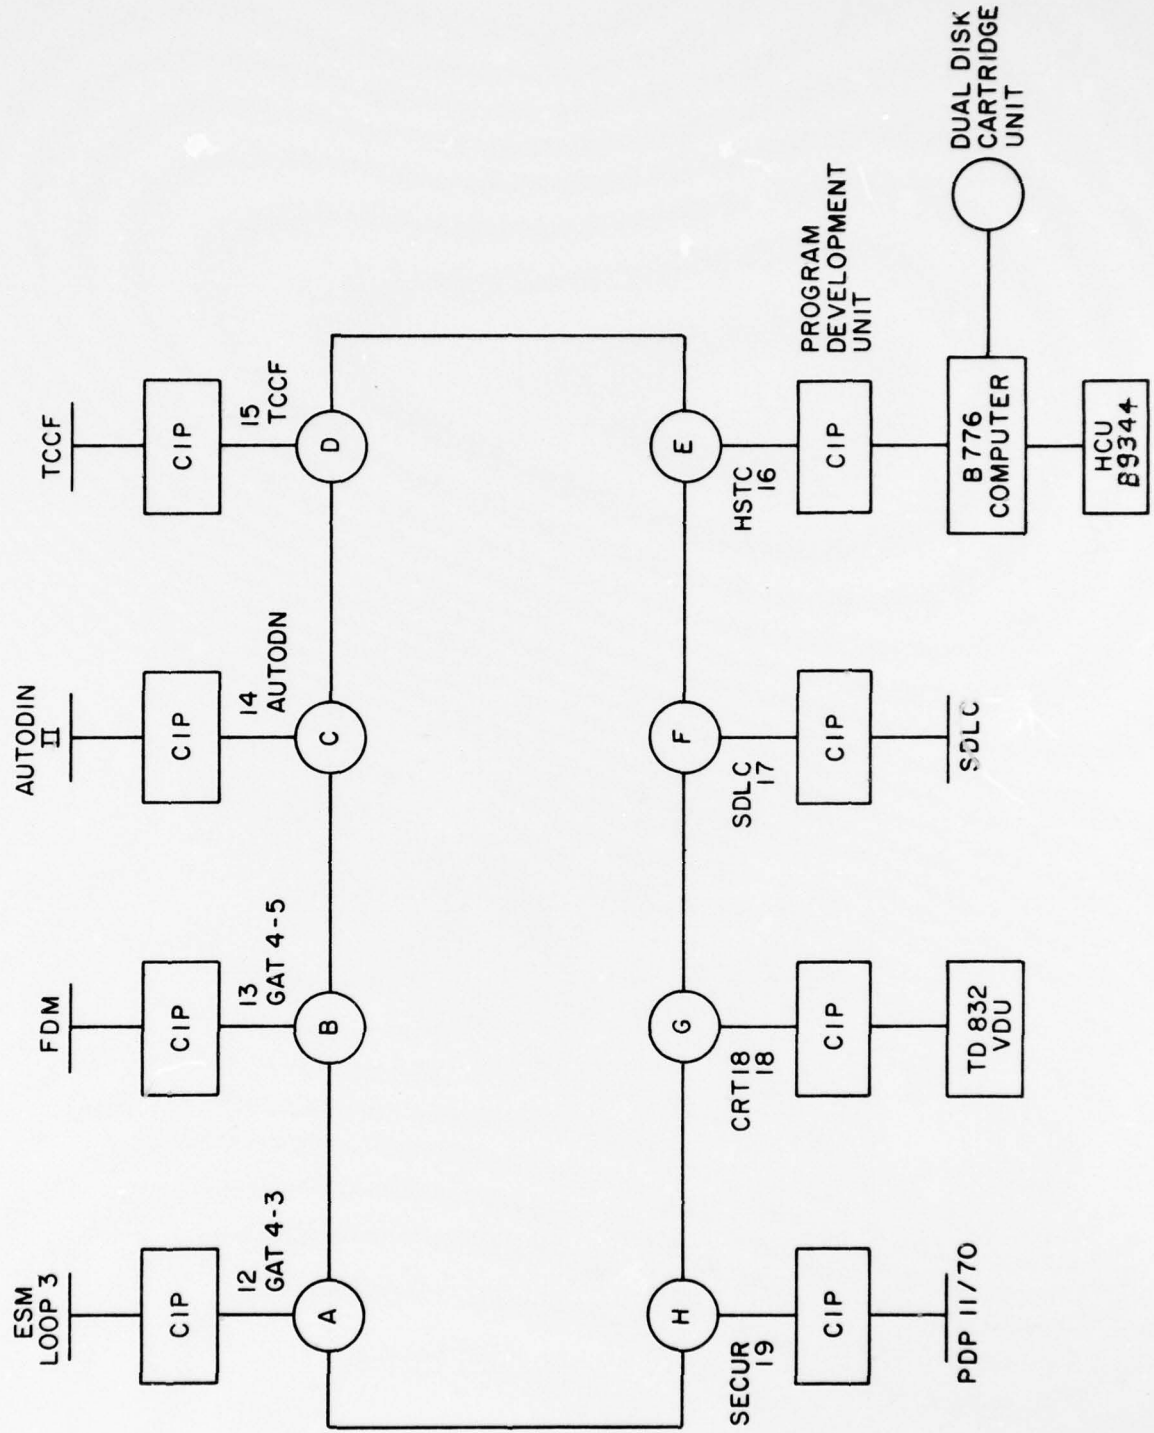 ESM
LOOP 3
FDM
AUTODIN
II
TCCF
CIP
CIP
CIP
CIP
12
GAT 4-3
13
GAT 4-5
14
AUTODN
15
TCCF
A
B
C
D
H
G
F
E
SECUR
19
CRT18
18
SDLC
17
HSTC
16
CIP
CIP
CIP
CIP
PROGRAM
DEVELOPMENT
UNIT
PDP 11/70
TD 832
VDU
SDLC
B 776
COMPUTER
DUAL DISK
CARTRIDGE
UNIT
HCU
B9344